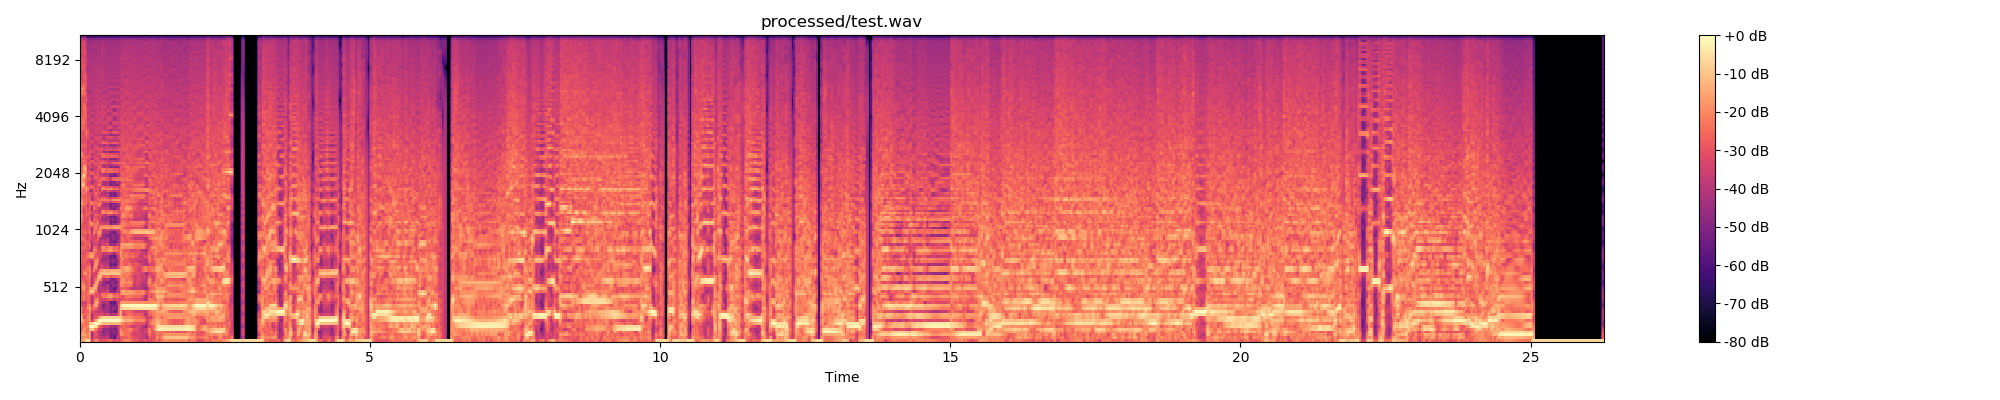 processed/test.wav
8192
4096
2048
1024
512
Hz
0
5
10
15
20
25
Time
+0 dB
-10 dB
-20 dB
-30 dB
-40 dB
-50 dB
-60 dB
-70 dB
-80 dB